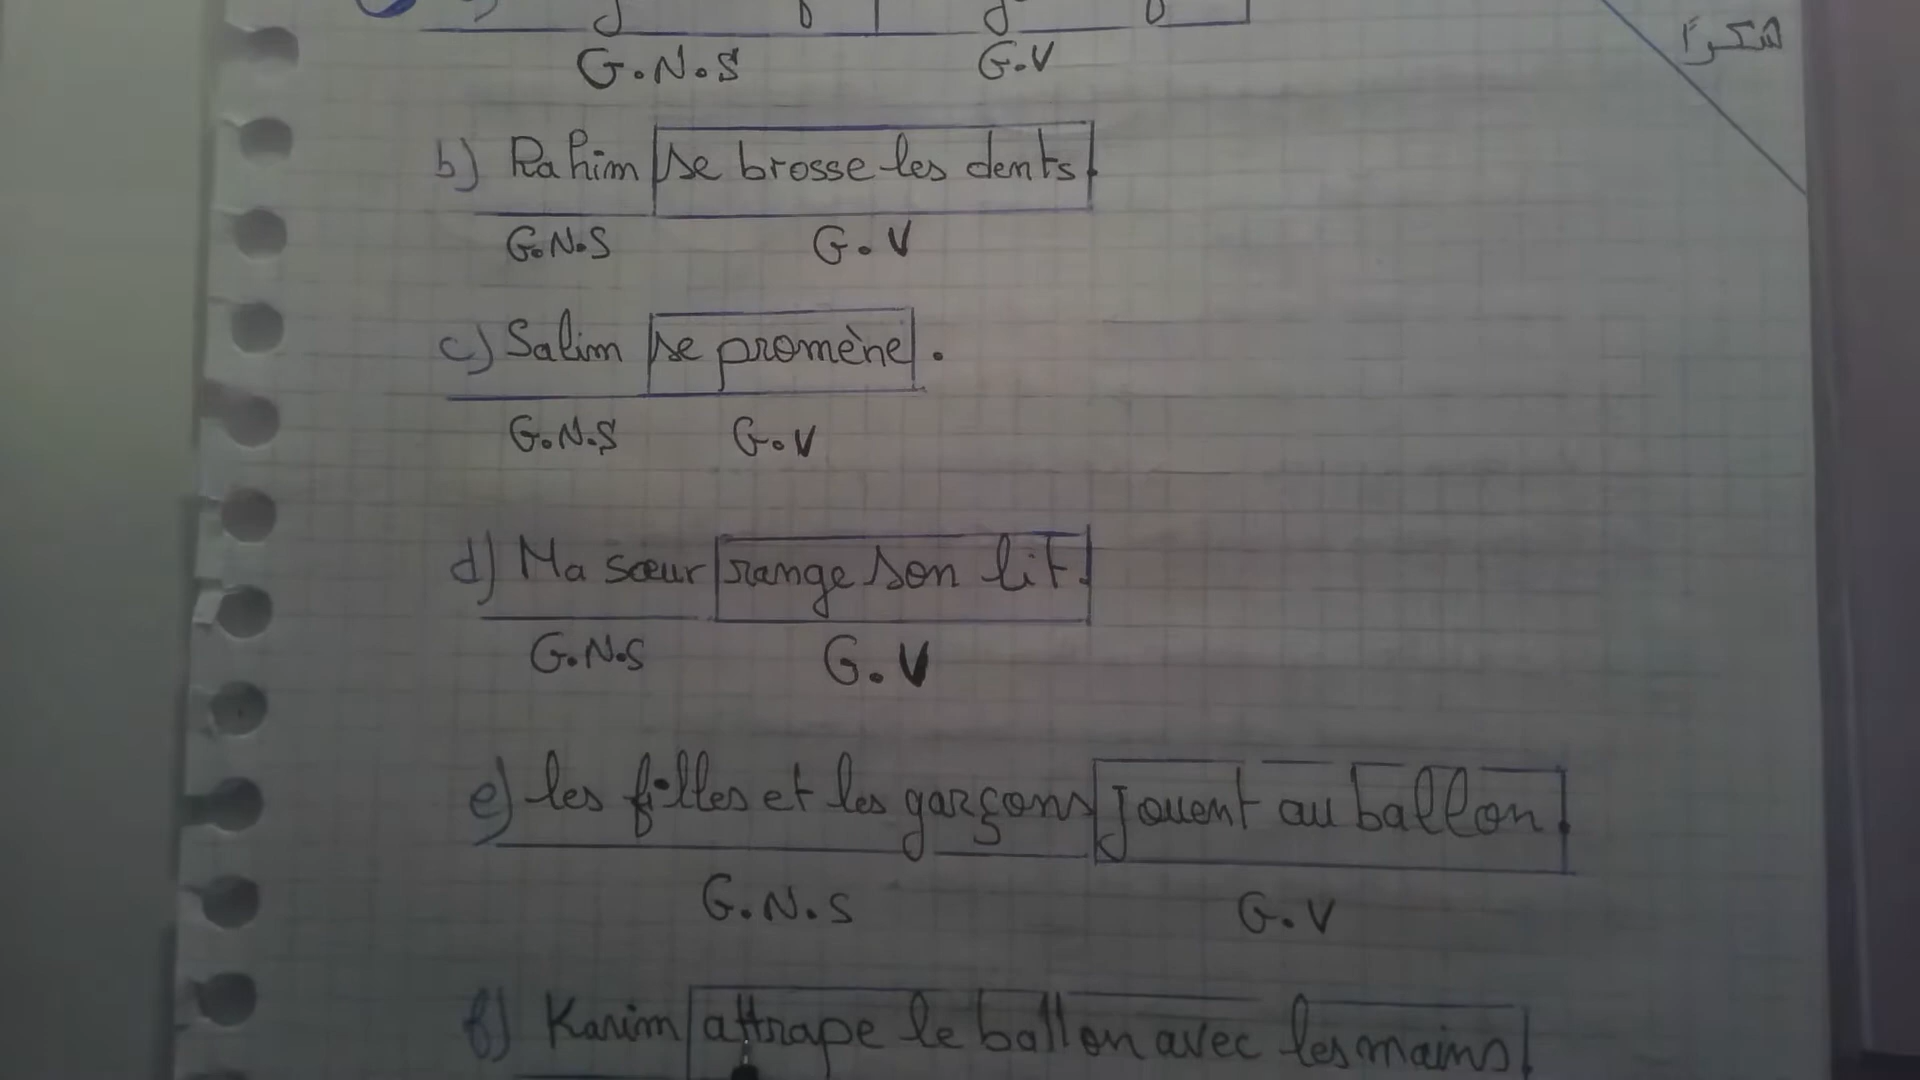 شكرًا
G.N.S G.V
b) Rahim se brosse les dents.
G.N.S G.V
c) Salim se promène.
G.N.S G.V
d) Ma sœur range son lit.
G.N.S G.V
e) les filles et les garçons jouent au ballon.
G.N.S G.V
f) Karim attrape le ballon avec les mains.